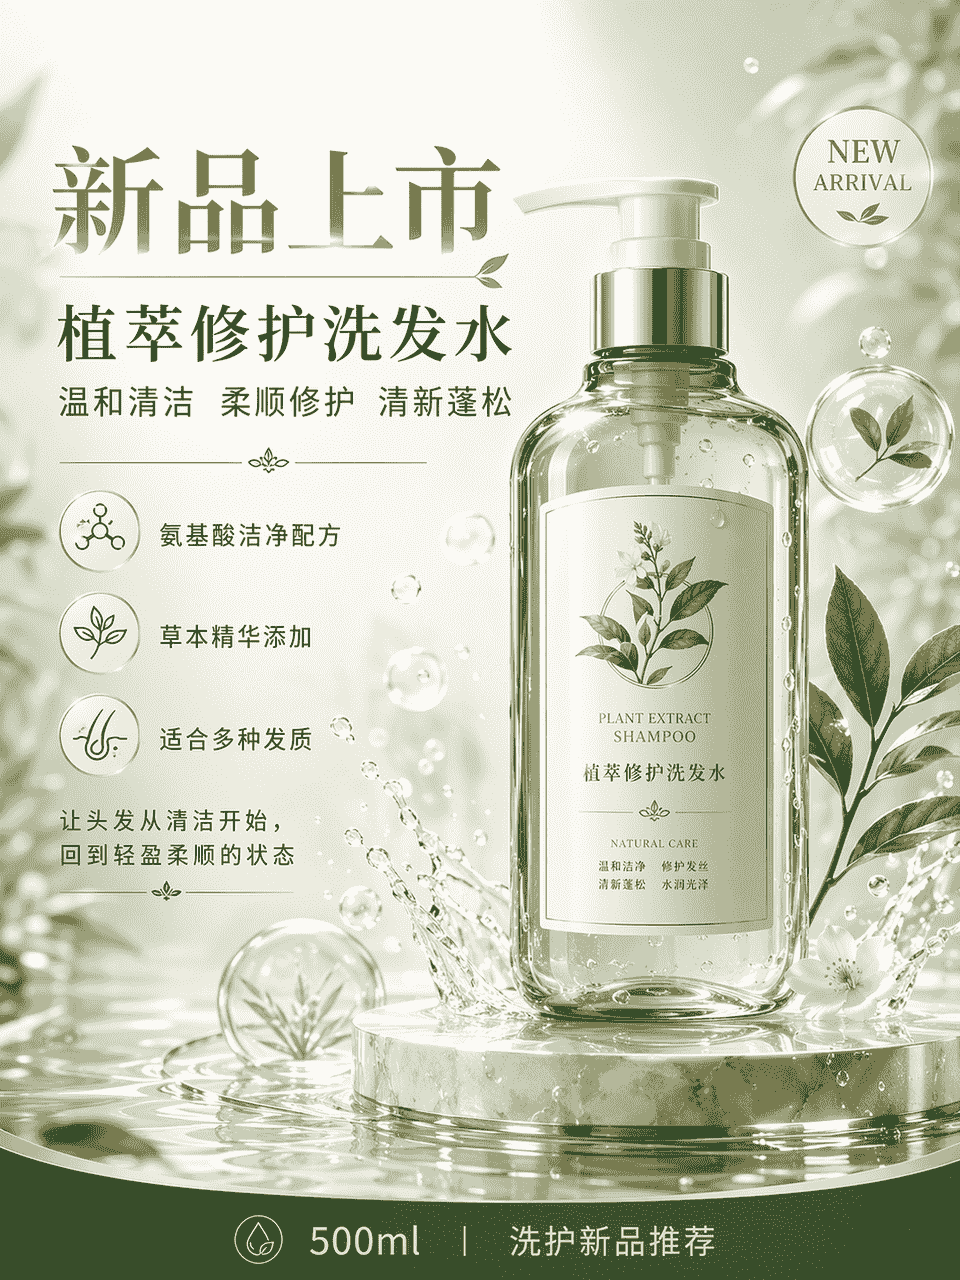 新品上市
NEW
ARRIVAL
植萃修护洗发水
温和清洁 柔顺修护 清新蓬松
氨基酸洁净配方
草本精华添加
适合多种发质
让头发从清洁开始，
回到轻盈柔顺的状态
PLANT EXTRACT
SHAMPOO
植萃修护洗发水
NATURAL CARE
温和洁净 修护发丝
清新蓬松 水润光泽
500ml | 洗护新品推荐